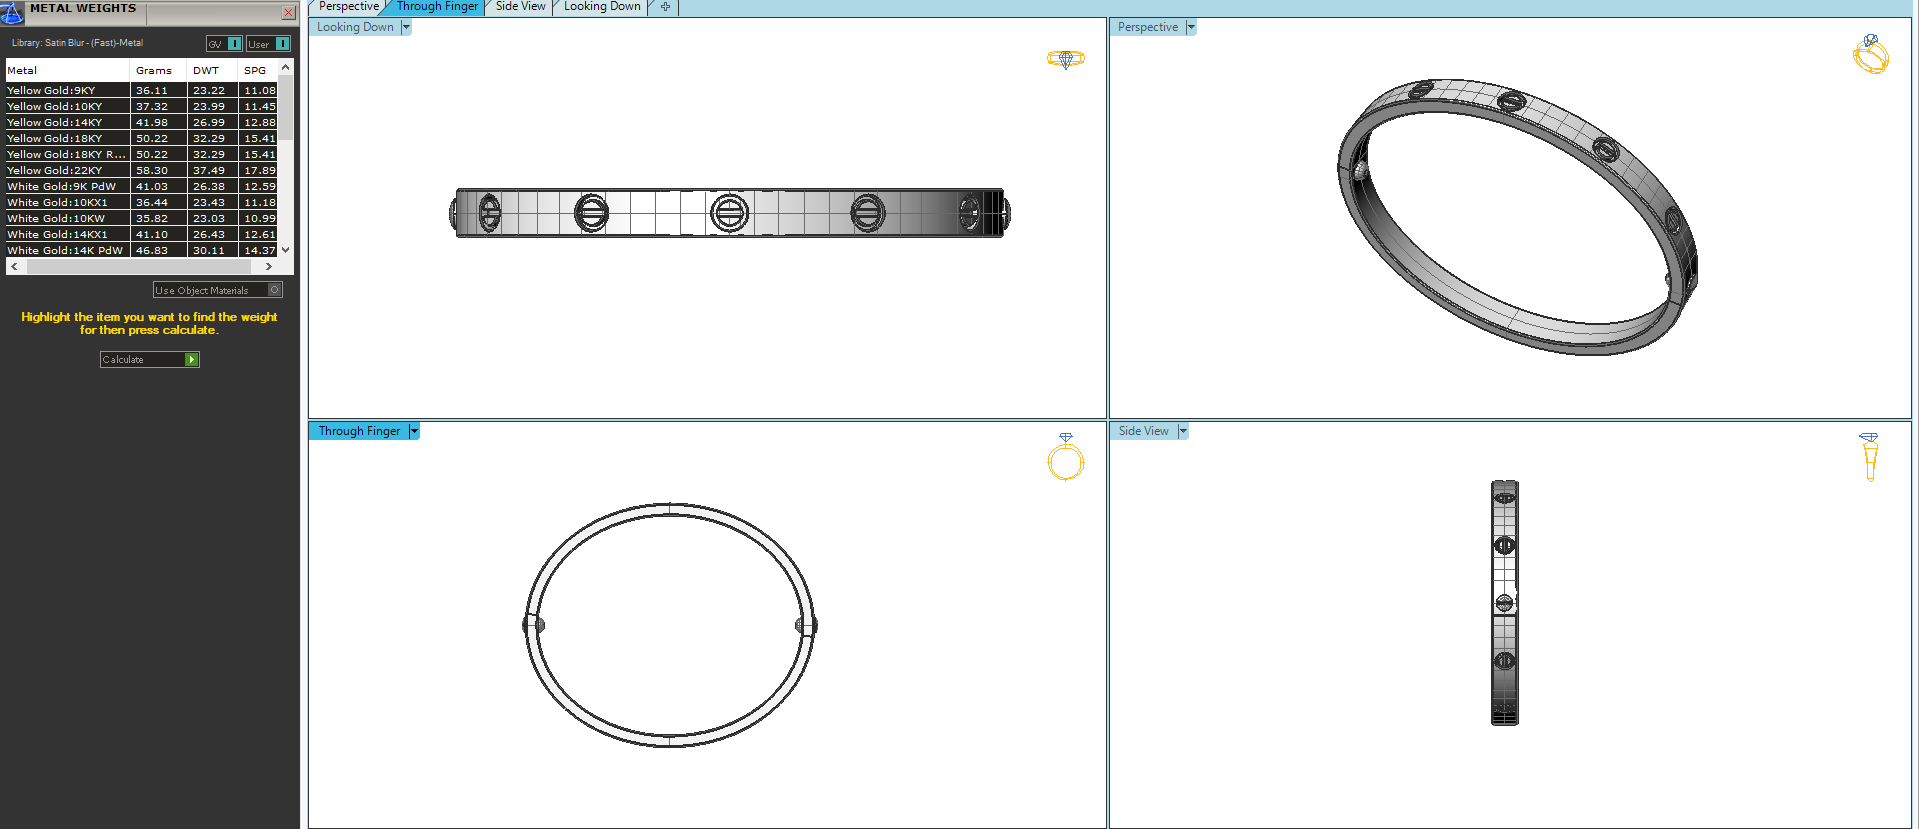 METAL WEIGHTS
Library: Satin Blur - (Fast)-Metal
GV
User
Metal Grams DWT SPG
Yellow Gold:9KY 36.11 23.22 11.08
Yellow Gold:10KY 37.32 23.99 11.45
Yellow Gold:14KY 41.98 26.99 12.88
Yellow Gold:18KY 50.22 32.29 15.41
Yellow Gold:18KY R... 50.22 32.29 15.41
Yellow Gold:22KY 58.30 37.49 17.89
White Gold:9K PdW 41.03 26.38 12.59
White Gold:10KX1 36.44 23.43 11.18
White Gold:10KW 35.82 23.03 10.99
White Gold:14KX1 41.10 26.43 12.61
White Gold:14K PdW 46.83 30.11 14.37
Use Object Materials
Highlight the item you want to find the weight
for then press calculate.
Calculate
Perspective Through Finger Side View Looking Down
Looking Down
Perspective
Through Finger
Side View